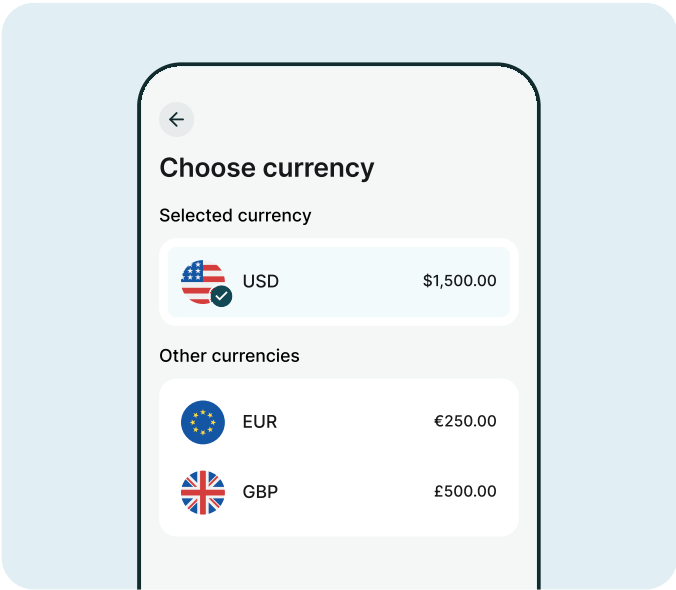 Choose currency
Selected currency
USD $1,500.00
Other currencies
EUR €250.00
GBP £500.00